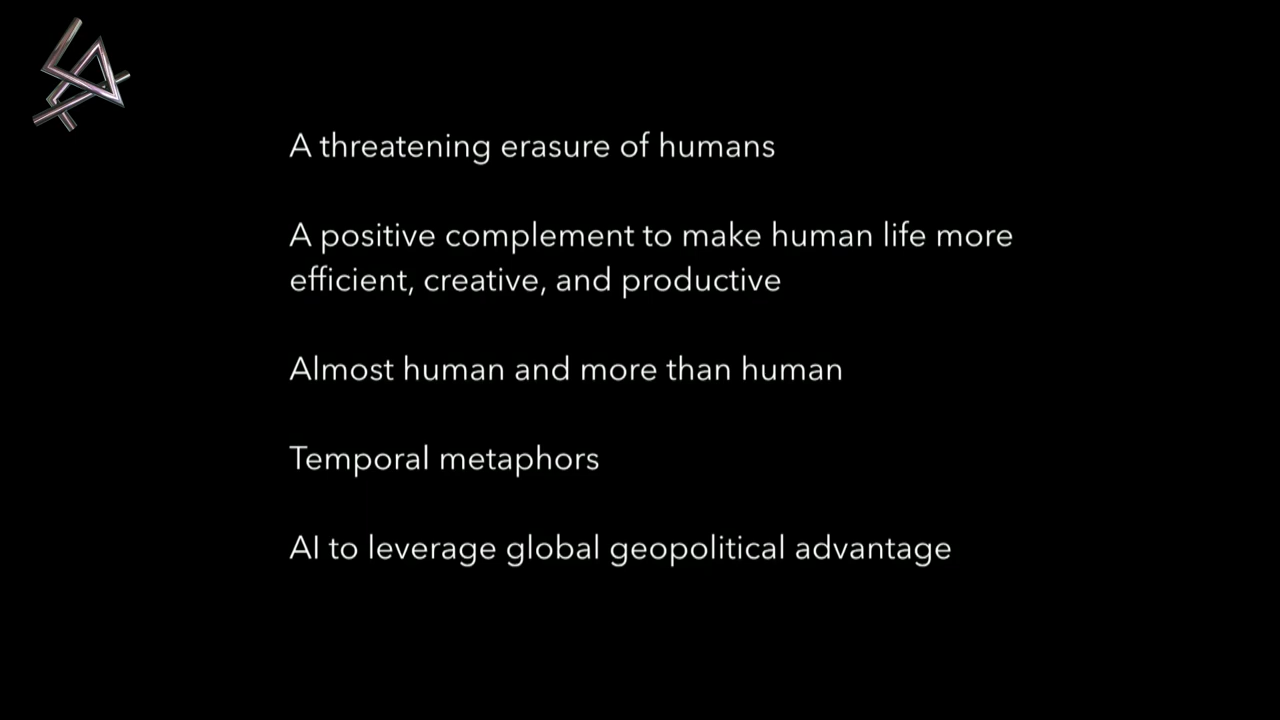 A threatening erasure of humans
A positive complement to make human life more
efficient, creative, and productive
Almost human and more than human
Temporal metaphors
AI to leverage global geopolitical advantage